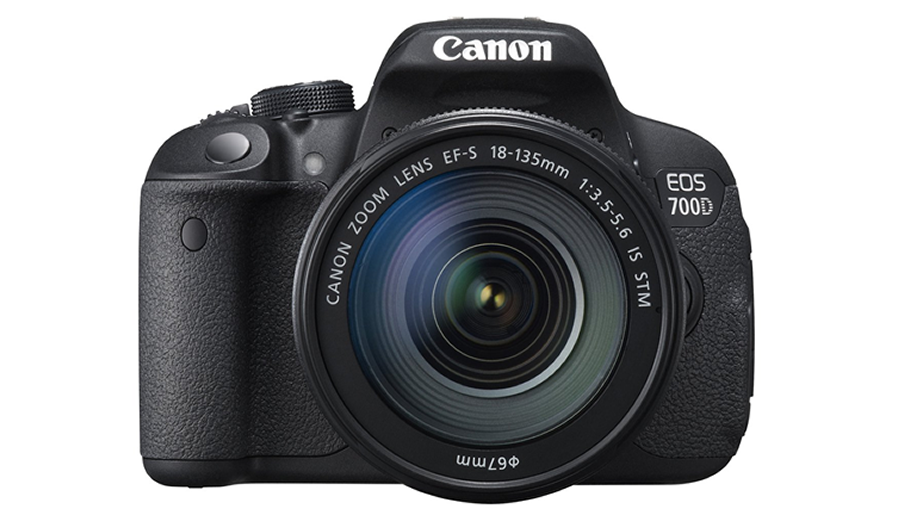 Canon
CANON ZOOM LENS EF-S 18-135mm 1:3.5-5.6 IS STM
EOS
700D
φ67mm